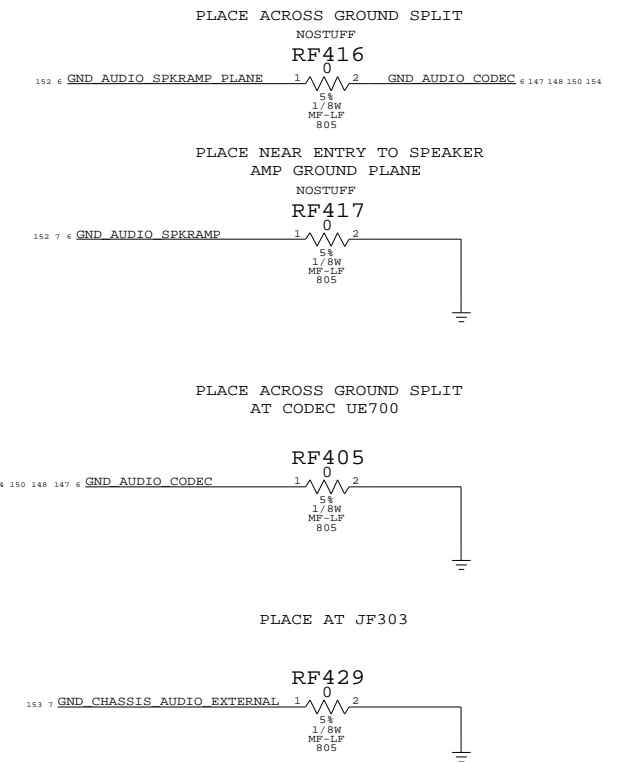 PLACE ACROSS GROUND SPLIT
NOSTUFF
RF416
0
152 6 GND_AUDIO_SPKRAMP_PLANE 1 2 GND_AUDIO_CODEC 6 147 148 150 154
5%
1/8W
MF-LF
805
PLACE NEAR ENTRY TO SPEAKER
AMP GROUND PLANE
NOSTUFF
RF417
0
152 7 6 GND_AUDIO_SPKRAMP 1 2
5%
1/8W
MF-LF
805
PLACE ACROSS GROUND SPLIT
AT CODEC UE700
RF405
0
4 150 148 147 6 GND_AUDIO_CODEC 1 2
5%
1/8W
MF-LF
805
PLACE AT JF303
RF429
0
153 7 GND_CHASSIS_AUDIO_EXTERNAL 1 2
5%
1/8W
MF-LF
805